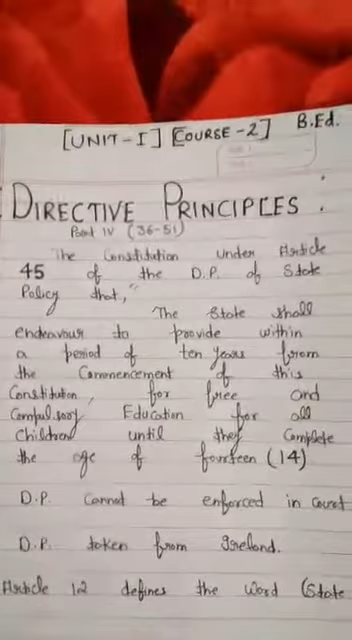 [UNIT-I] [COURSE-2] B.Ed.
DIRECTIVE PRINCIPLES :
Part IV (36-51)
The Constitution under Article
45 of the D.P. of State
Policy that,"
The State shall
endeavour to provide within
a period of ten years from
the Commencement of this
Constitution, for free and
Compulsory Education for all
Children until they Complete
the age of fourteen (14)
D.P. Cannot be enforced in Court
D.P. taken from Ireland.
Article 12 defines the word (State